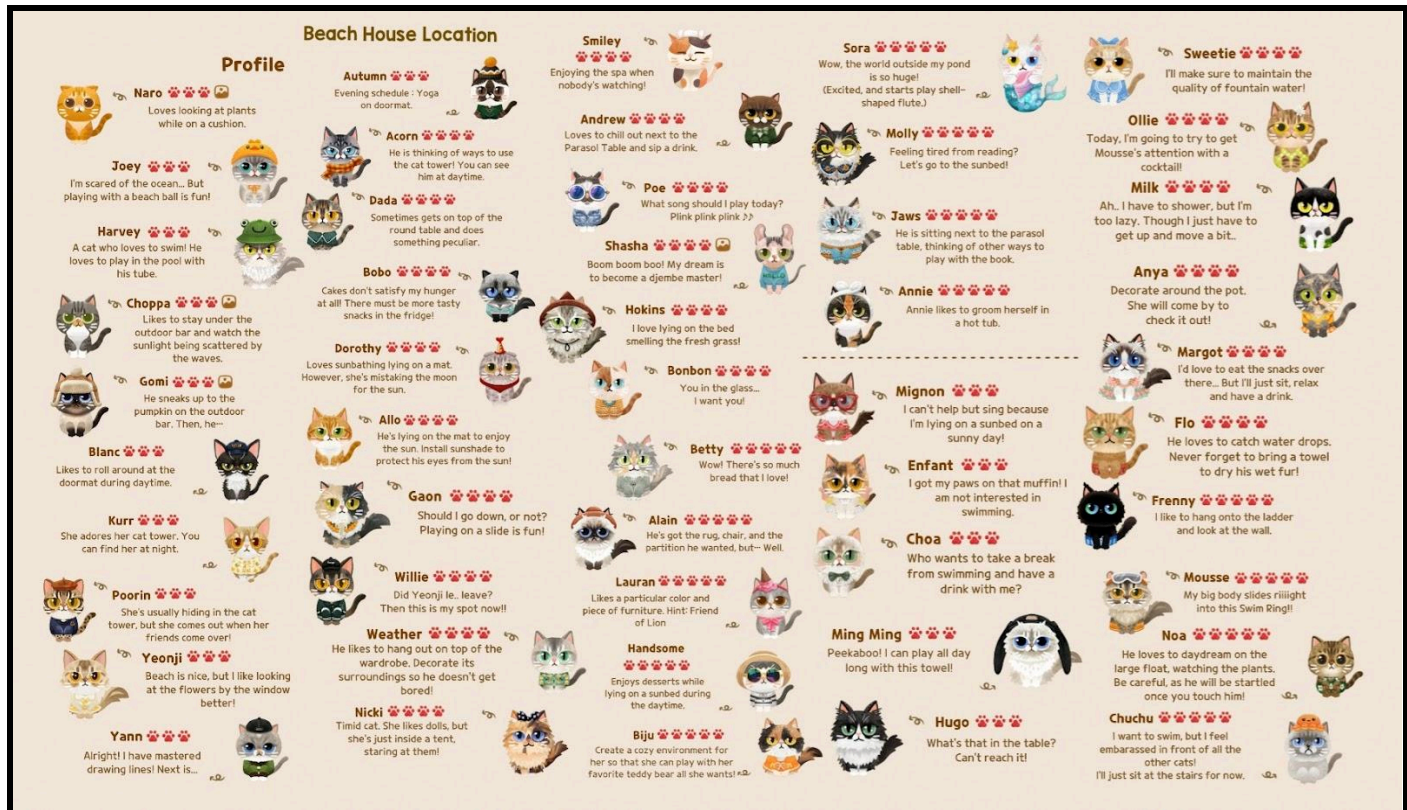 Beach House Location
Profile
Naro
Loves looking at plants
while on a cushion.
Joey
I'm scared of the ocean... But
playing with a beach ball is fun!
Harvey
A cat who loves to swim! He
loves to play in the pool with
his tube.
Choppa
Likes to stay under the
outdoor bar and watch the
sunlight being scattered by
the waves.
Gomi
He sneaks up to the
pumpkin on the outdoor
bar. Then, he...
Blanc
Likes to roll around at the
doormat during daytime.
Kurr
She adores her cat tower. You
can find her at night.
Poorin
She's usually hiding in the cat
tower, but she comes out when her
friends come over!
Yeonji
Beach is nice, but I like looking
at the flowers by the window
better!
Yann
Alright! I have mastered
drawing lines! Next is...
Autumn
Evening schedule : Yoga
on doormat.
Acorn
He is thinking of ways to use
the cat tower! You can see
him at daytime.
Dada
Sometimes gets on top of the
round table and does
something peculiar.
Bobo
Cakes don't satisfy my hunger
at all! There must be more tasty
snacks in the fridge!
Dorothy
Loves sunbathing lying on a mat.
However, she's mistaking the moon
for the sun.
Allo
He's lying on the mat to enjoy
the sun. Install sunshade to
protect his eyes from the sun!
Gaon
Should I go down, or not?
Playing on a slide is fun!
Willie
Did Yeonji le.. leave?
Then this is my spot now!!
Weather
He likes to hang out on top of the
wardrobe. Decorate its
surroundings so he doesn't get
bored!
Nicki
Timid cat. She likes dolls, but
she's just inside a tent,
staring at them!
Smiley
Enjoying the spa when
nobody's watching!
Andrew
Loves to chill out next to the
Parasol Table and sip a drink.
Poe
What song should I play today?
Plink plink plink ♪♪
Shasha
Boom boom boo! My dream is
to become a djembe master!
Hokins
I love lying on the bed
smelling the fresh grass!
Bonbon
You in the glass...
I want you!
Betty
Wow! There's so much
bread that I love!
Alain
He's got the rug, chair, and the
partition he wanted, but... Well.
Lauran
Likes a particular color and
piece of furniture. Hint: Friend
of Lion
Handsome
Enjoys desserts while
lying on a sunbed during
the daytime.
Biju
Create a cozy environment for
her so that she can play with her
favorite teddy bear all she wants!
Sora
Wow, the world outside my pond
is so huge!
(Excited, and starts play shell-
shaped flute.)
Molly
Feeling tired from reading?
Let's go to the sunbed!
Jaws
He is sitting next to the parasol
table, thinking of other ways to
play with the book.
Annie
Annie likes to groom herself in
a hot tub.
Mignon
I can't help but sing because
I'm lying on a sunbed on a
sunny day!
Enfant
I got my paws on that muffin! I
am not interested in
swimming.
Choa
Who wants to take a break
from swimming and have a
drink with me?
Ming Ming
Peekaboo! I can play all day
long with this towel!
Hugo
What's that in the table?
Can't reach it!
Sweetie
I'll make sure to maintain the
quality of fountain water!
Ollie
Today, I'm going to try to get
Mousse's attention with a
cocktail!
Milk
Ah.. I have to shower, but I'm
too lazy. Though I just have to
get up and move a bit..
Anya
Decorate around the pot.
She will come by to
check it out!
Margot
I'd love to eat the snacks over
there... But I'll just sit, relax
and have a drink.
Flo
He loves to catch water drops.
Never forget to bring a towel
to dry his wet fur!
Frenny
I like to hang onto the ladder
and look at the wall.
Mousse
My big body slides riiiight
into this Swim Ring!!
Noa
He loves to daydream on the
large float, watching the plants.
Be careful, as he will be startled
once you touch him!
Chuchu
I want to swim, but I feel
embarassed in front of all the
other cats!
I'll just sit at the stairs for now.